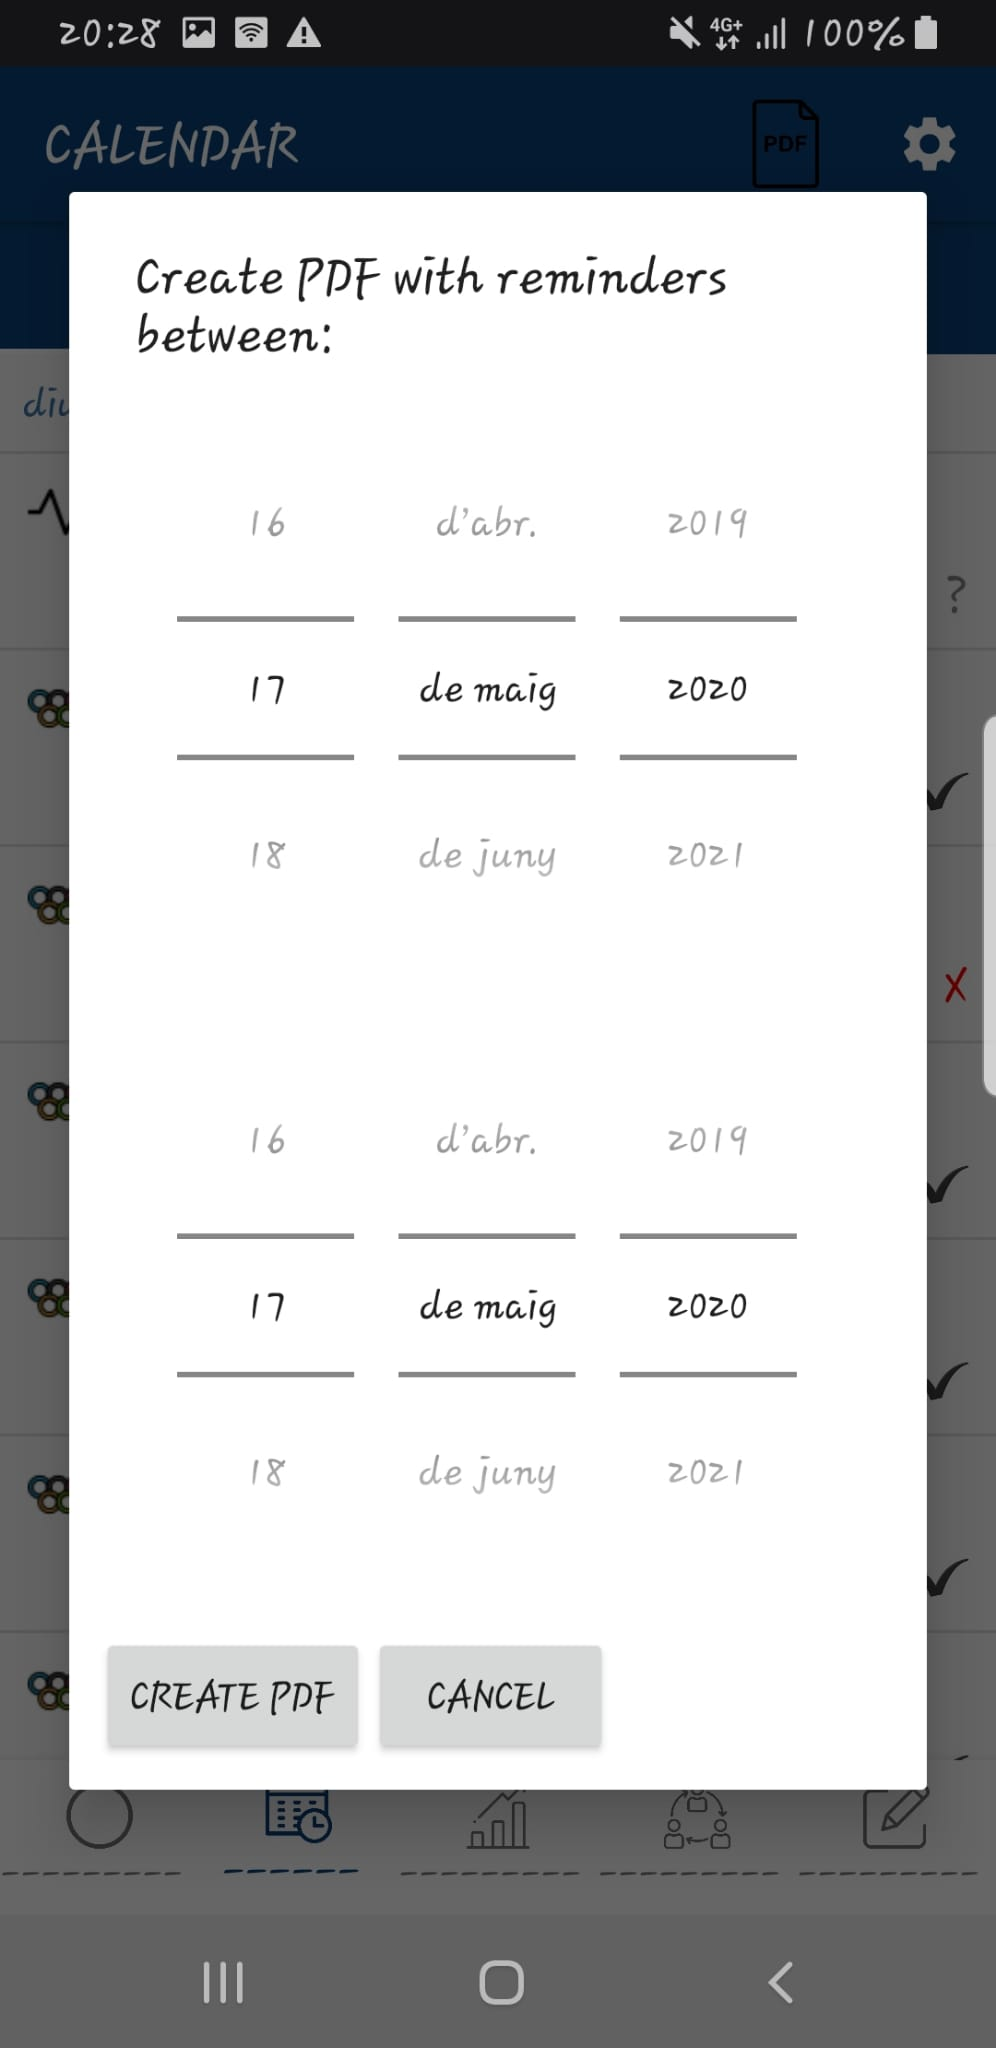 20:28 4G+ 100%
CALENDAR PDF
Create PDF with reminders
between:
16 d'abr. 2019
?
17 de maig 2020
18 de juny 2021
X
16 d'abr. 2019
17 de maig 2020
18 de juny 2021
CREATE PDF CANCEL